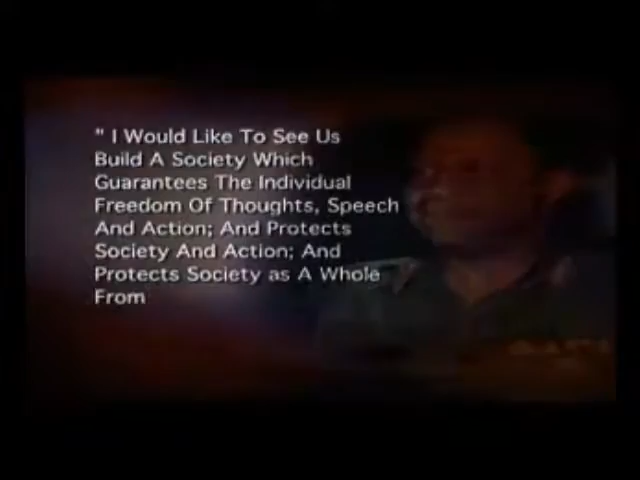 " I Would Like To See Us
Build A Society Which
Guarantees The Individual
Freedom Of Thoughts, Speech
And Action; And Protects
Society And Action; And
Protects Society as A Whole
From